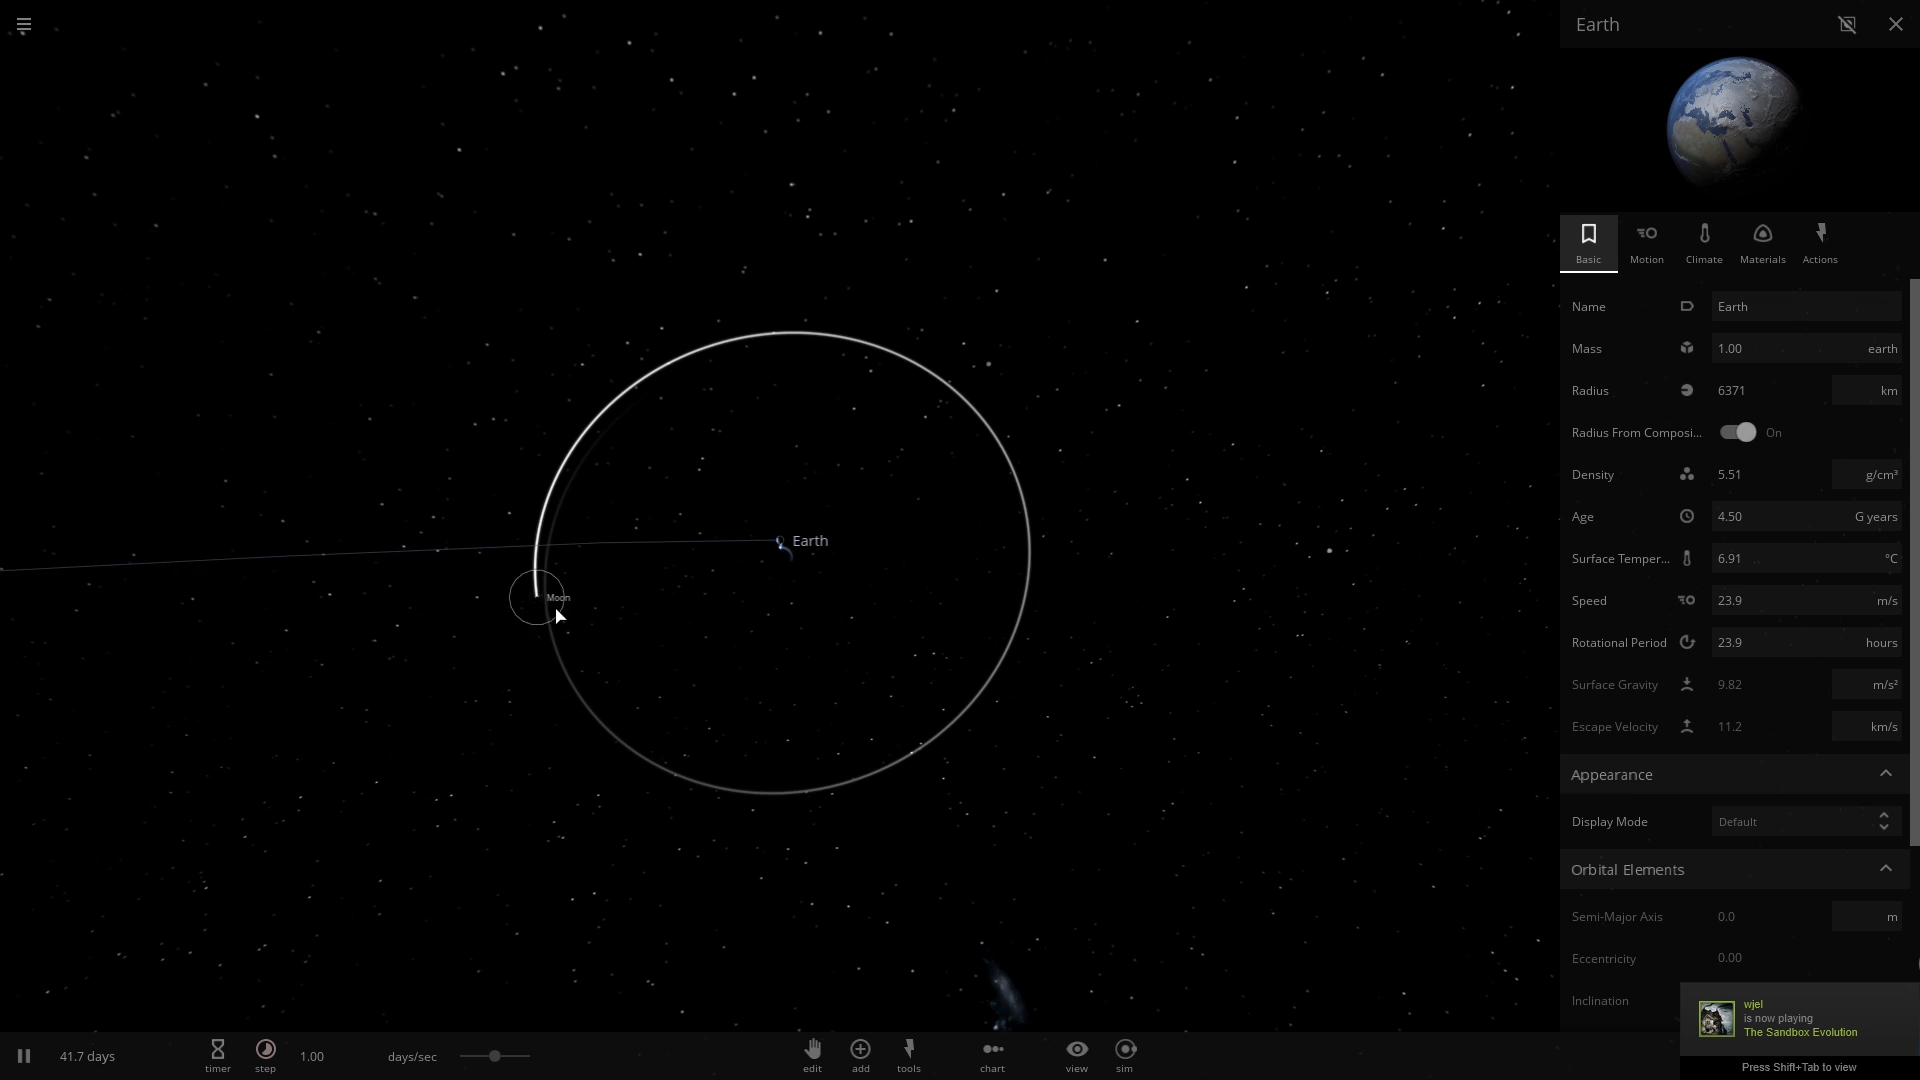 Earth
Basic
Motion
Climate
Materials
Actions
Name Earth
Mass 1.00 earth
Radius 6371 km
Radius From Composi... On
Density 5.51 g/cm³
Age 4.50 G years
Surface Temper... 6.91 °C
Speed 23.9 m/s
Rotational Period 23.9 hours
Surface Gravity 9.82 m/s²
Escape Velocity 11.2 km/s
Appearance
Display Mode Default
Orbital Elements
Semi-Major Axis 0.0 m
Eccentricity 0.00
Inclination
Earth
Moon
wjel
is now playing
The Sandbox Evolution
Press Shift+Tab to view
41.7 days
timer
step
1.00 days/sec
edit
add
tools
chart
view
sim